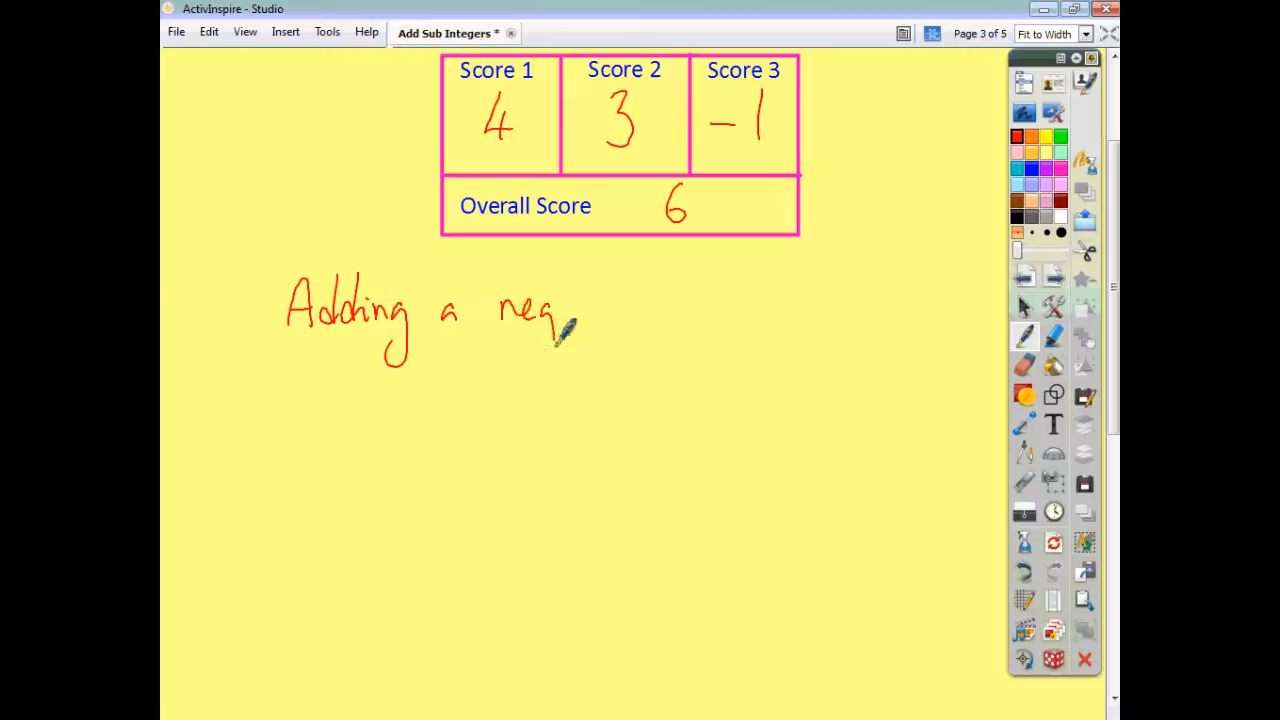 ActivInspire - Studio
File Edit View Insert Tools Help Add Sub Integers * Page 3 of 5 Fit to Width
Score 1 Score 2 Score 3
4 3 -1
Overall Score 6
Adding a neg
T